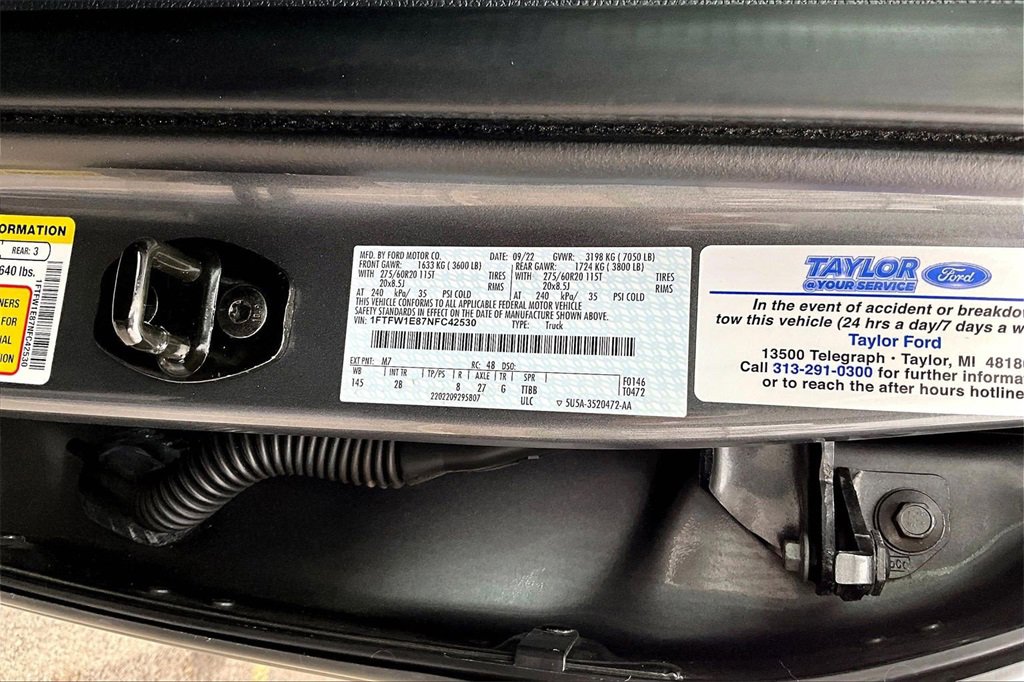 ORMATION
REAR: 3
640 lbs.
1FTFW1E87NFC42530
NERS
FOR
NAL
TION
MFD. BY FORD MOTOR CO. DATE: 09/22 GVWR: 3198 KG ( 7050 LB)
FRONT GAWR: 1633 KG ( 3600 LB) REAR GAWR: 1724 KG ( 3800 LB)
WITH 275/60R20 115T TIRES WITH 275/60R20 115T TIRES
20x8.5J 20x8.5J
AT 240 kPa/ 35 PSI COLD AT 240 kPa/ 35 PSI COLD
THIS VEHICLE CONFORMS TO ALL APPLICABLE FEDERAL MOTOR VEHICLE
SAFETY STANDARDS IN EFFECT ON THE DATE OF MANUFACTURE SHOWN ABOVE.
VIN: 1FTFW1E87NFC42530 TYPE: Truck
EXT PNT: M7 RC: 48 DSO:
WB INT TR TP/PS R AXLE TR SPR F0146
145 2B 8 27 G TTBB T0472
2202209295807 ULC ▽ 5U5A-3520472-AA
TAYLOR Ford
@YOUR SERVICE
In the event of accident or breakdow
tow this vehicle (24 hrs a day/7 days a w
Taylor Ford
13500 Telegraph • Taylor, MI 4818
Call 313-291-0300 for further informa
or to reach the after hours hotline